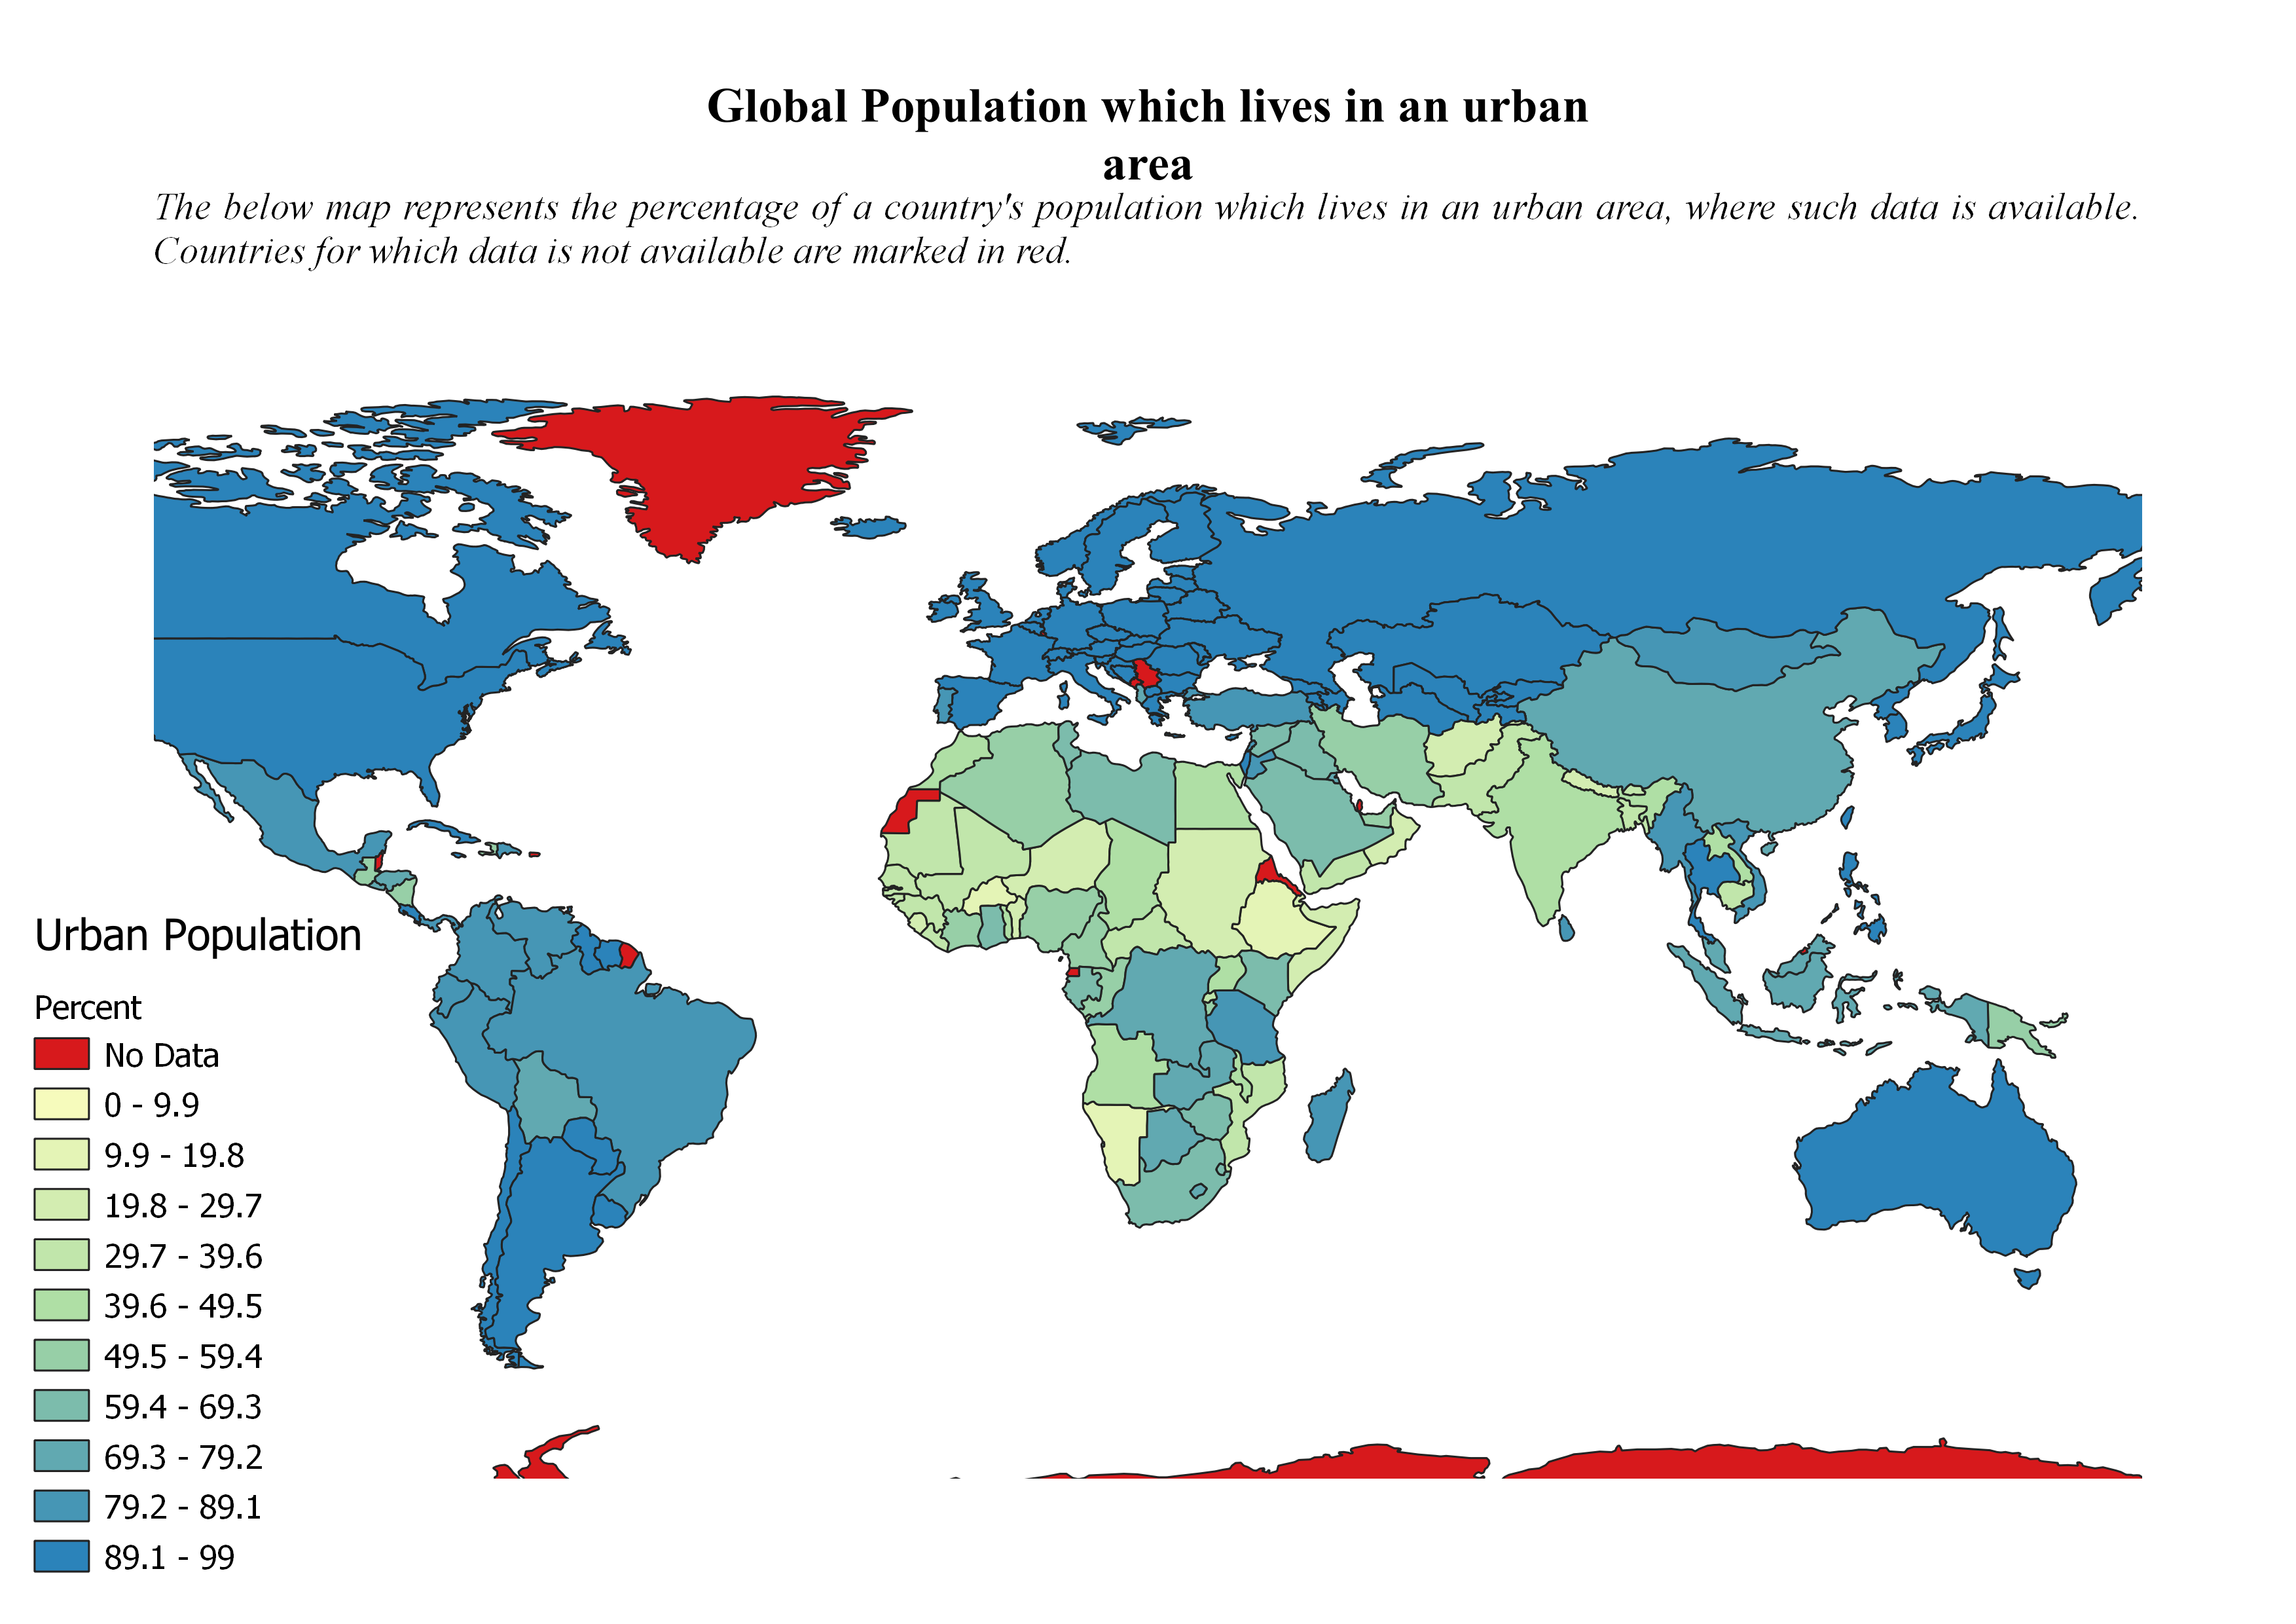 Global Population which lives in an urban
area
The below map represents the percentage of a country's population which lives in an urban area, where such data is available.
Countries for which data is not available are marked in red.
Urban Population
Percent
No Data
0 - 9.9
9.9 - 19.8
19.8 - 29.7
29.7 - 39.6
39.6 - 49.5
49.5 - 59.4
59.4 - 69.3
69.3 - 79.2
79.2 - 89.1
89.1 - 99